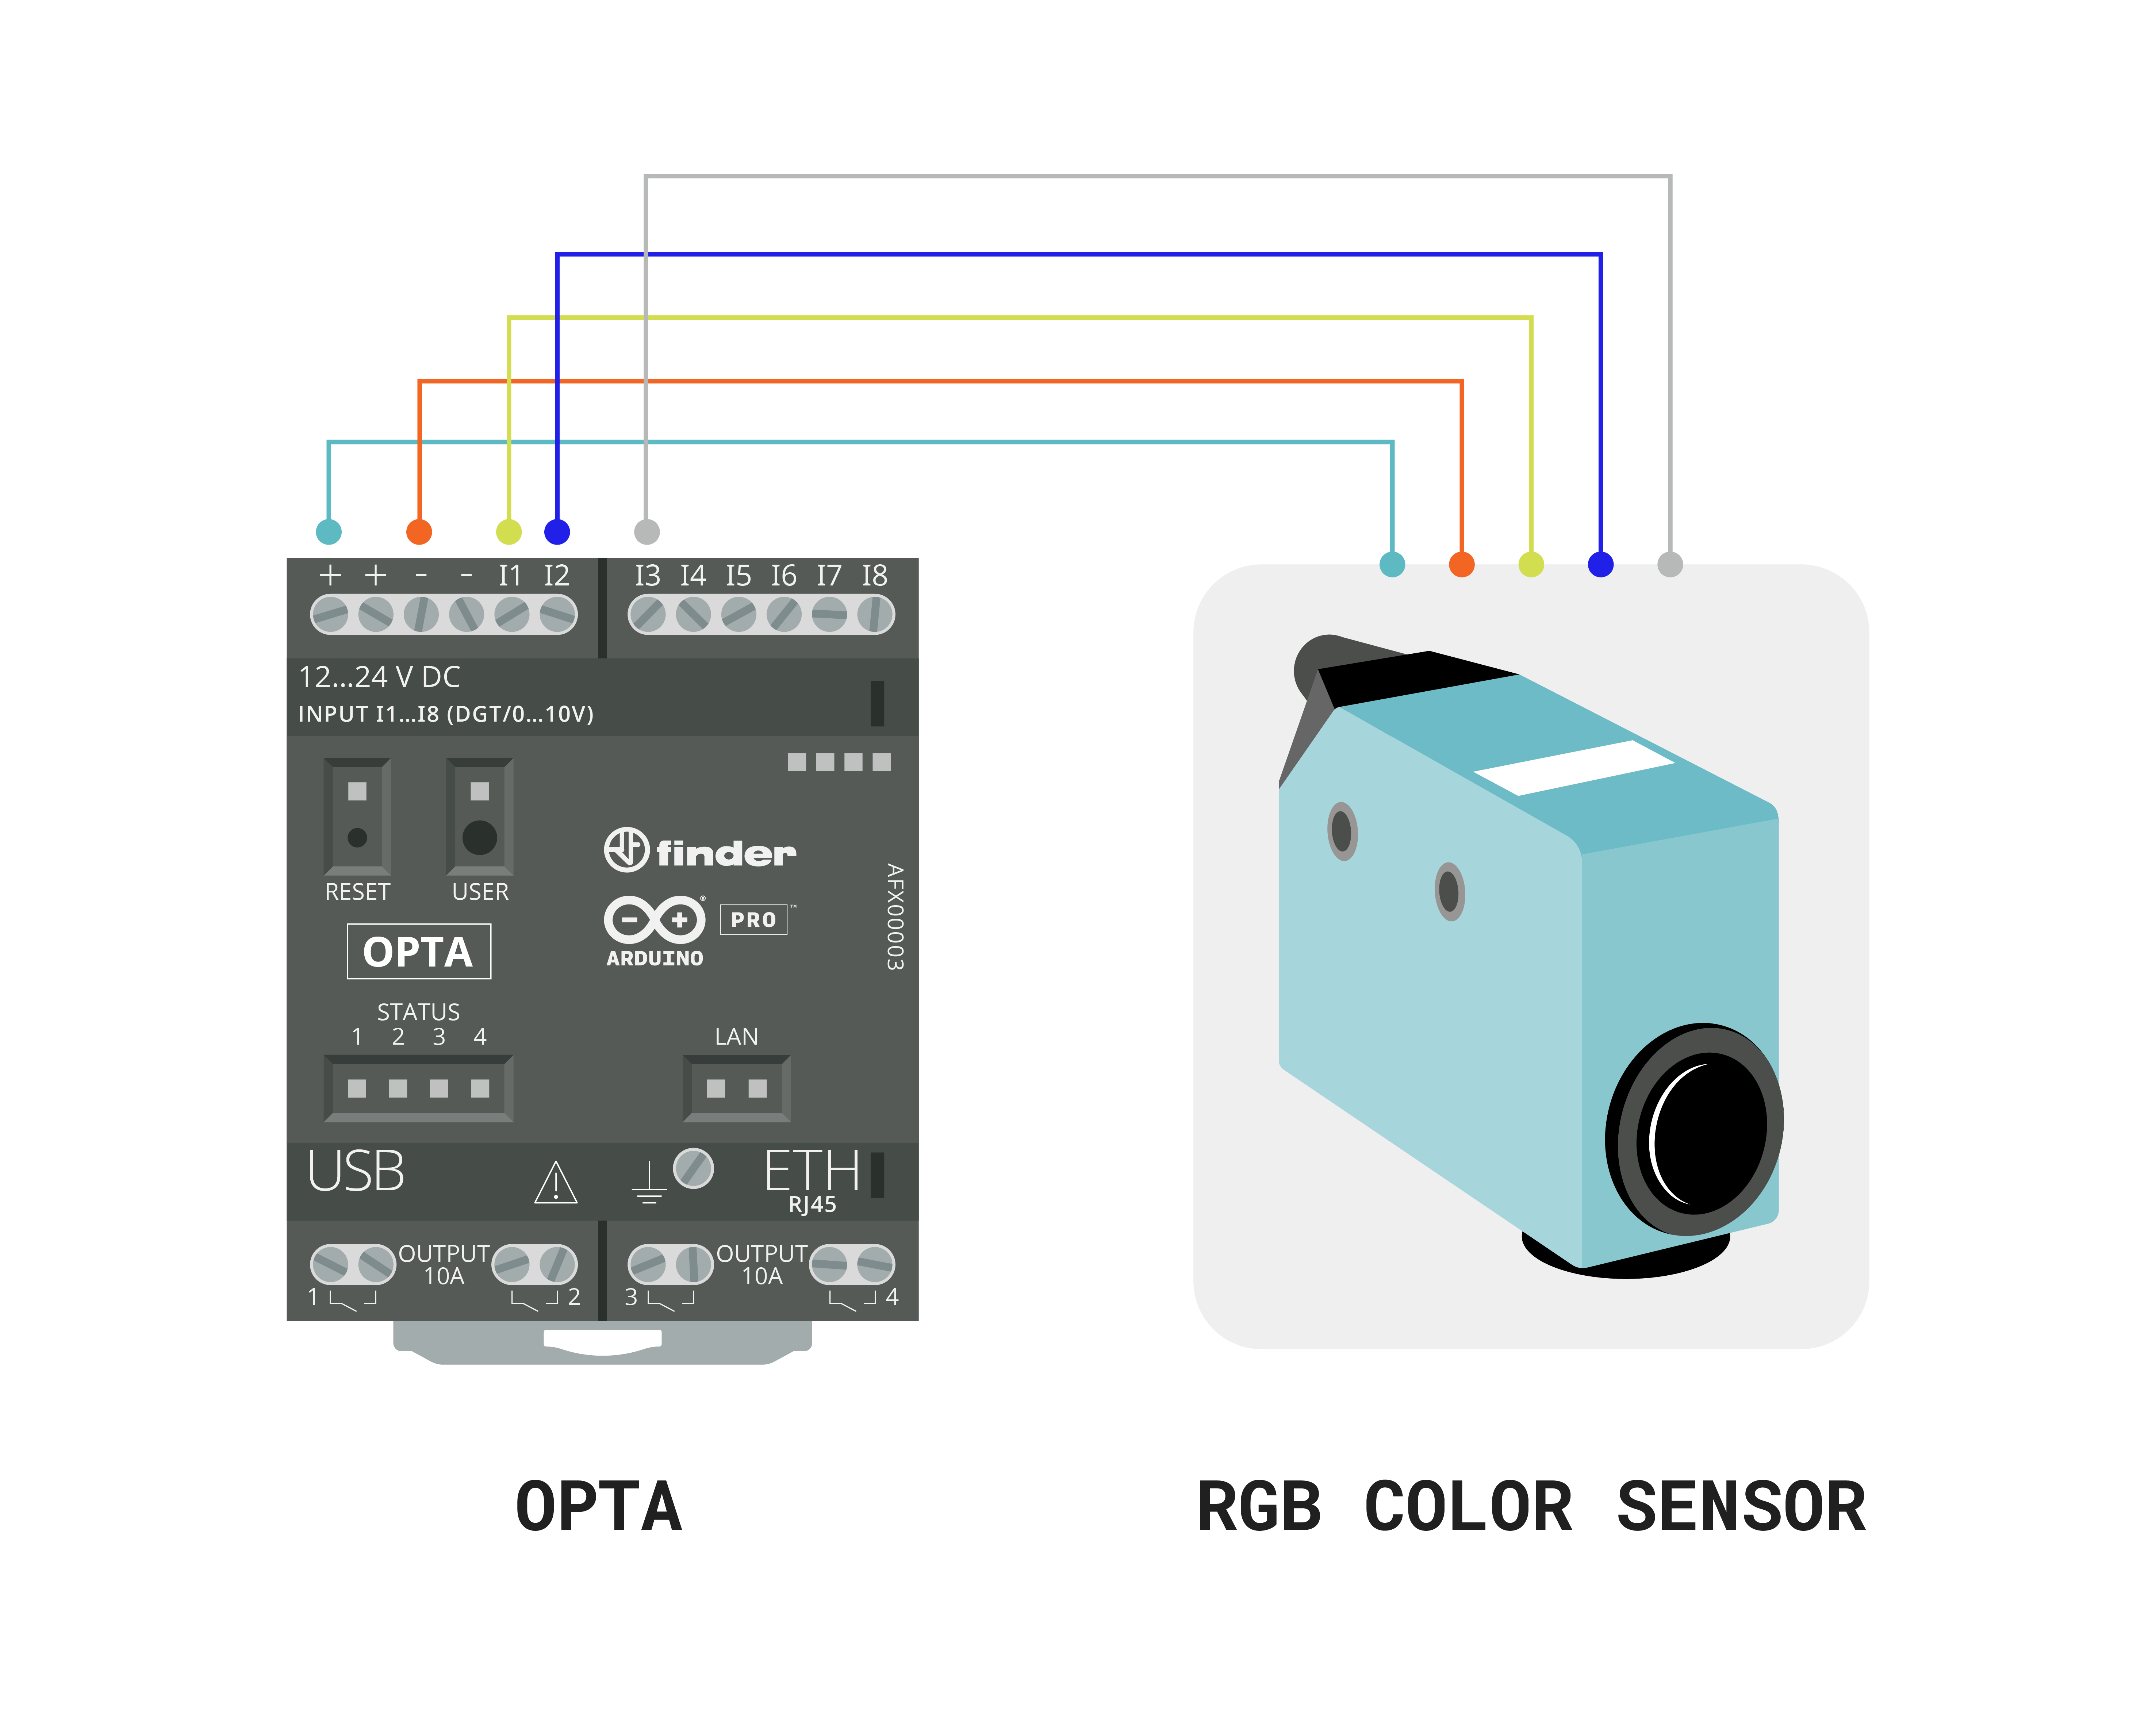 + + - - I1 I2 I3 I4 I5 I6 I7 I8
12...24 V DC
INPUT I1...I8 (DGT/0...10V)
RESET USER
finder
OPTA
ARDUINO
PRO™
®
AFX00003
STATUS
1 2 3 4
LAN
USB
ETH
RJ45
OUTPUT
10A
1 2
OUTPUT
10A
3 4
OPTA
RGB COLOR SENSOR